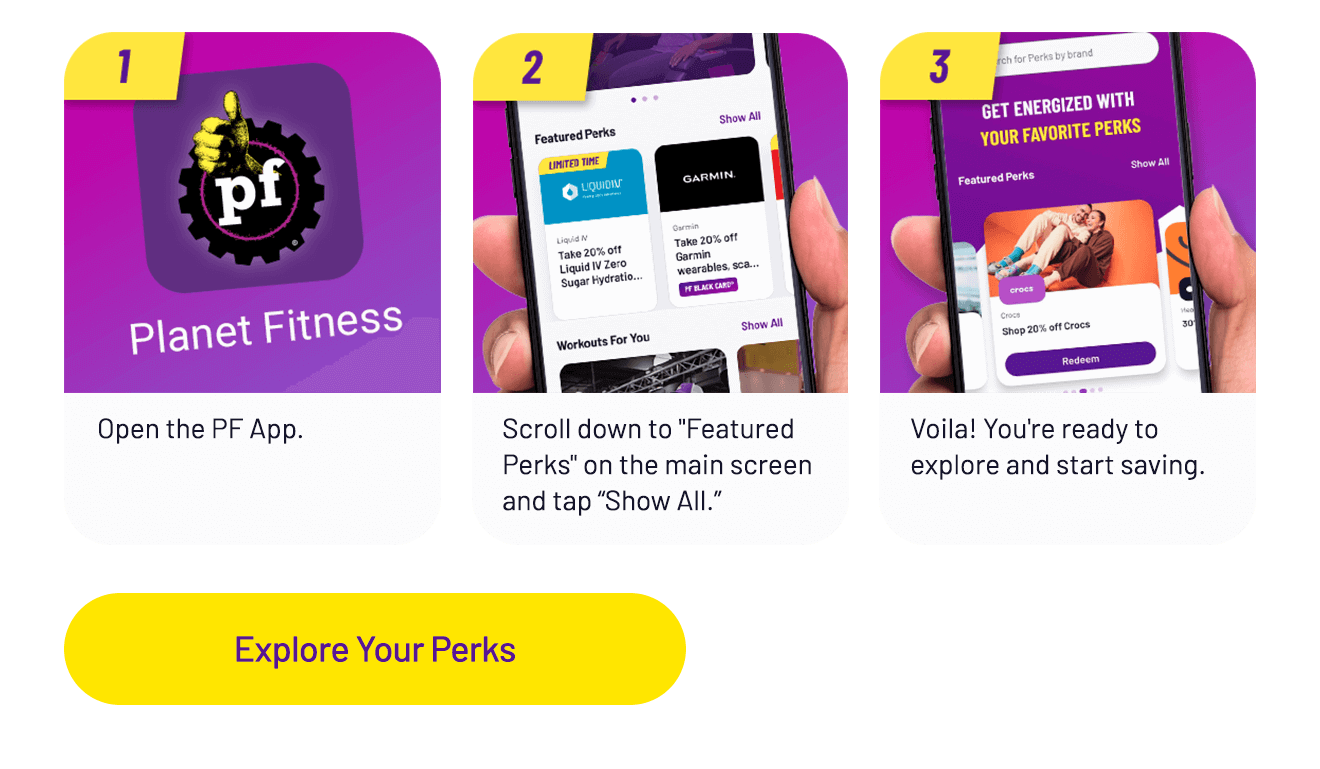 1
pf
®
Planet Fitness
Open the PF App.
2
Featured Perks
Show All
LIMITED TIME
LIQUID I.V.
GARMIN.
Liquid IV
Take 20% off
Liquid IV Zero
Sugar Hydratio...
Garmin
Take 20% off
Garmin
wearables, sca...
PF BLACK CARD®
Workouts For You
Show All
Scroll down to "Featured
Perks" on the main screen
and tap “Show All.”
3
rch for Perks by brand
GET ENERGIZED WITH
YOUR FAVORITE PERKS
Show All
Featured Perks
crocs
Crocs
Shop 20% off Crocs
Redeem
30
Voila! You're ready to
explore and start saving.
Explore Your Perks